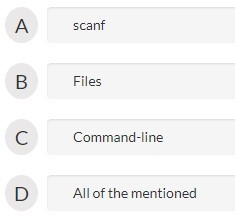 A scanf
B Files
C Command-line
D All of the mentioned